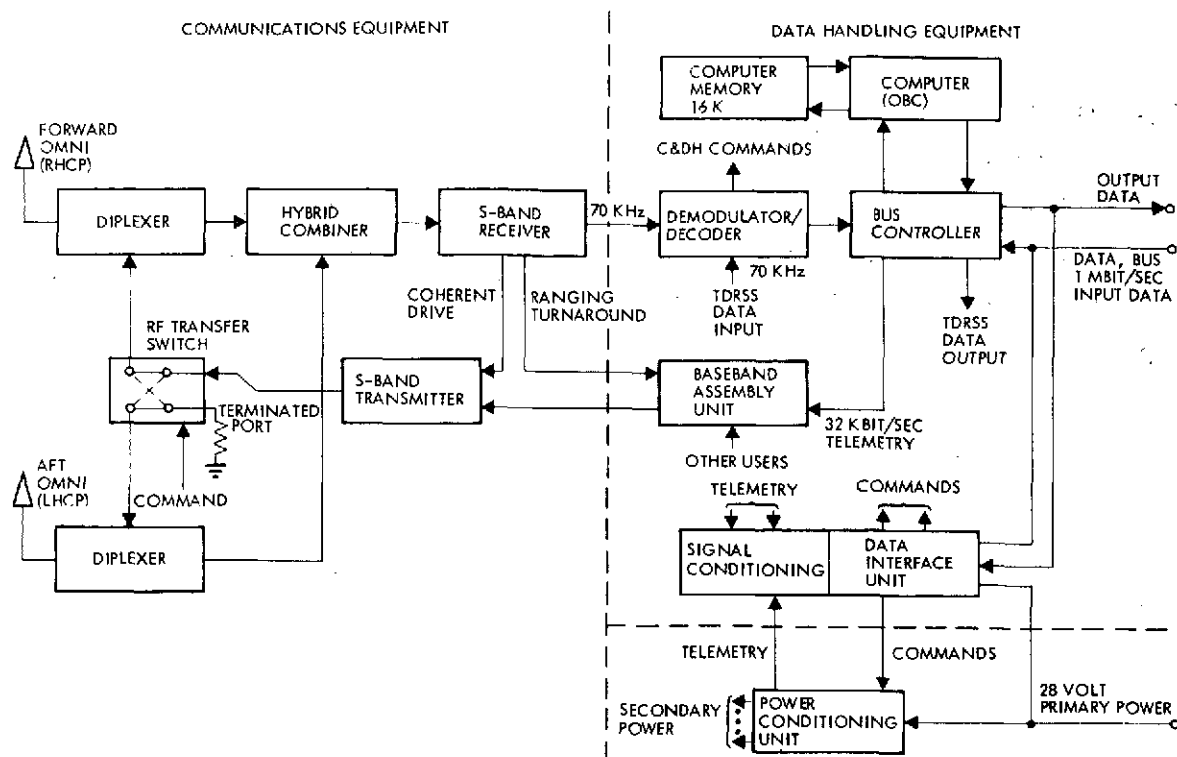 COMMUNICATIONS EQUIPMENT
DATA HANDLING EQUIPMENT
COMPUTER
MEMORY
16 K
COMPUTER
(OBC)
FORWARD
OMNI
(RHCP)
C&DH COMMANDS
OUTPUT
DATA
DIPLEXER
HYBRID
COMBINER
S-BAND
RECEIVER
70 KHz
DEMODULATOR/
DECODER
BUS
CONTROLLER
70 KHz
DATA, BUS
1 MBIT/SEC
INPUT DATA
COHERENT
DRIVE
RANGING
TURNAROUND
TDRSS
DATA
INPUT
TDRSS
DATA
OUTPUT
RF TRANSFER
SWITCH
S-BAND
TRANSMITTER
BASEBAND
ASSEMBLY
UNIT
TERMINATED
PORT
32 KBIT/SEC
TELEMETRY
AFT
OMNI
(LHCP)
COMMAND
OTHER USERS
TELEMETRY
COMMANDS
DIPLEXER
SIGNAL
CONDITIONING
DATA
INTERFACE
UNIT
TELEMETRY
COMMANDS
SECONDARY
POWER
POWER
CONDITIONING
UNIT
28 VOLT
PRIMARY POWER